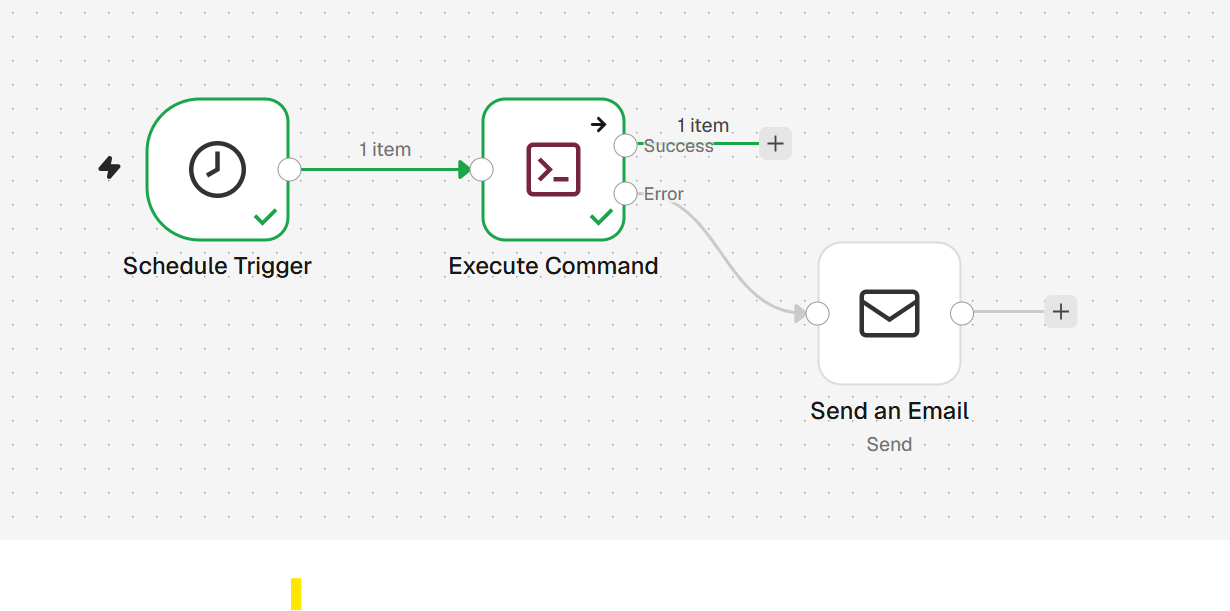 1 item
1 item
Success
Error
Schedule Trigger
Execute Command
Send an Email
Send